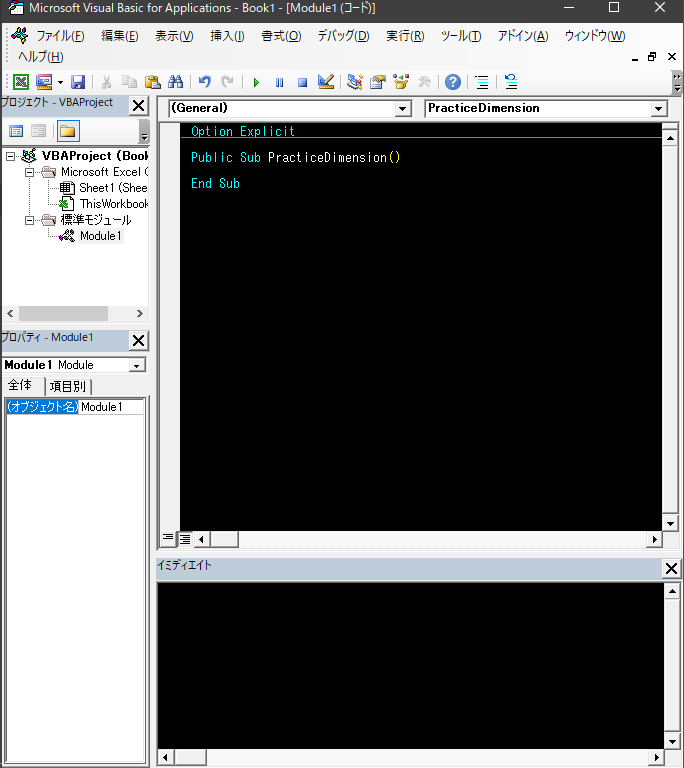 Microsoft Visual Basic for Applications - Book1 - [Module1 (コード)]
ファイル(F) 編集(E) 表示(V) 挿入(I) 書式(O) デバッグ(D) 実行(R) ツール(T) アドイン(A) ウィンドウ(W)
ヘルプ(H)
プロジェクト - VBAProject
VBAProject (Book
Microsoft Excel
Sheet1 (Shee
ThisWorkbook
標準モジュール
Module1
プロパティ - Module1
Module1 Module
全体 項目別
(オブジェクト名) Module1
(General) PracticeDimension
Option Explicit
Public Sub PracticeDimension()
End Sub
イミディエイト